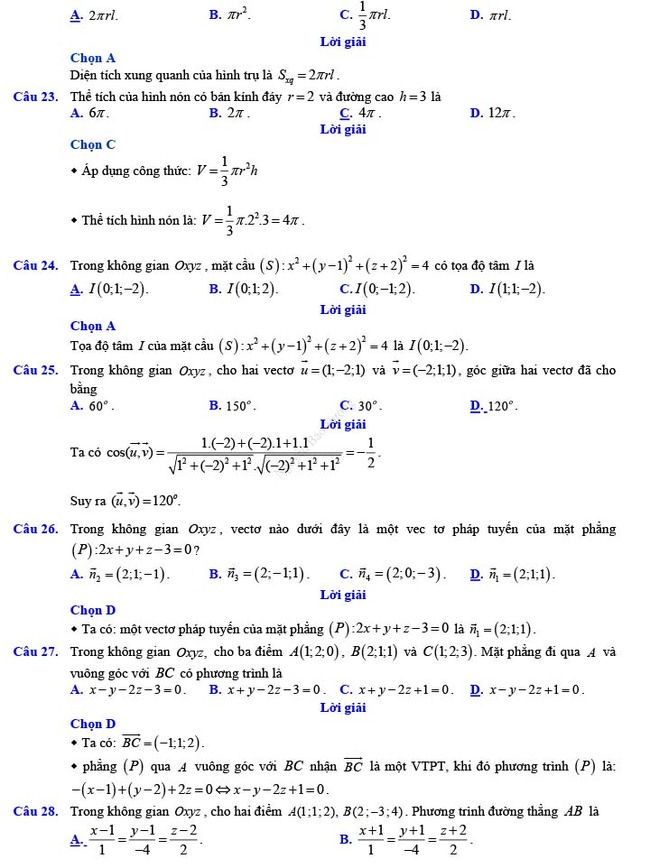 A. 2πrl. B. πr². C. 1/3 πrl. D. πrl.
Lời giải
Chọn A
Diện tích xung quanh của hình trụ là S_xq = 2πrl.
Câu 23. Thể tích của hình nón có bán kính đáy r = 2 và đường cao h = 3 là
A. 6π. B. 2π. C. 4π. D. 12π.
Lời giải
Chọn C
♦ Áp dụng công thức: V = 1/3 πr²h
♦ Thể tích hình nón là: V = 1/3 π.2².3 = 4π.
Câu 24. Trong không gian Oxyz, mặt cầu (S): x² + (y−1)² + (z+2)² = 4 có tọa độ tâm I là
A. I(0;1;−2). B. I(0;1;2). C. I(0;−1;2). D. I(1;1;−2).
Lời giải
Chọn A
Tọa độ tâm I của mặt cầu (S): x² + (y−1)² + (z+2)² = 4 là I(0;1;−2).
Câu 25. Trong không gian Oxyz, cho hai vectơ u⃗ = (1;−2;1) và v⃗ = (−2;1;1), góc giữa hai vectơ đã cho
bằng
A. 60°. B. 150°. C. 30°. D. 120°.
Lời giải
Ta có cos(u⃗,v⃗) = (1.(−2)+(−2).1+1.1)/(√(1²+(−2)²+1²).√((−2)²+1²+1²)) = −1/2.
Suy ra (u⃗,v⃗) = 120°.
Câu 26. Trong không gian Oxyz, vectơ nào dưới đây là một vec tơ pháp tuyến của mặt phẳng
(P): 2x + y + z − 3 = 0?
A. n⃗₂ = (2;1;−1). B. n⃗₃ = (2;−1;1). C. n⃗₄ = (2;0;−3). D. n⃗₁ = (2;1;1).
Lời giải
Chọn D
♦ Ta có: một vectơ pháp tuyến của mặt phẳng (P): 2x + y + z − 3 = 0 là n⃗₁ = (2;1;1).
Câu 27. Trong không gian Oxyz, cho ba điểm A(1;2;0), B(2;1;1) và C(1;2;3). Mặt phẳng đi qua A và
vuông góc với BC có phương trình là
A. x − y − 2z − 3 = 0. B. x + y − 2z − 3 = 0. C. x + y − 2z + 1 = 0. D. x − y − 2z + 1 = 0.
Lời giải
Chọn D
♦ Ta có: BC⃗ = (−1;1;2).
♦ phẳng (P) qua A vuông góc với BC nhận BC⃗ là một VTPT, khi đó phương trình (P) là:
−(x−1)+(y−2)+2z = 0 ⇔ x − y − 2z + 1 = 0.
Câu 28. Trong không gian Oxyz, cho hai điểm A(1;1;2), B(2;−3;4). Phương trình đường thẳng AB là
A. (x−1)/1 = (y−1)/−4 = (z−2)/2. B. (x+1)/1 = (y+1)/−4 = (z+2)/2.